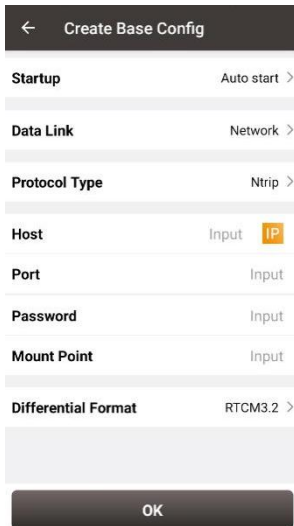 Create Base Config
Startup Auto start
Data Link Network
Protocol Type Ntrip
Host Input IP
Port Input
Password Input
Mount Point Input
Differential Format RTCM3.2
OK